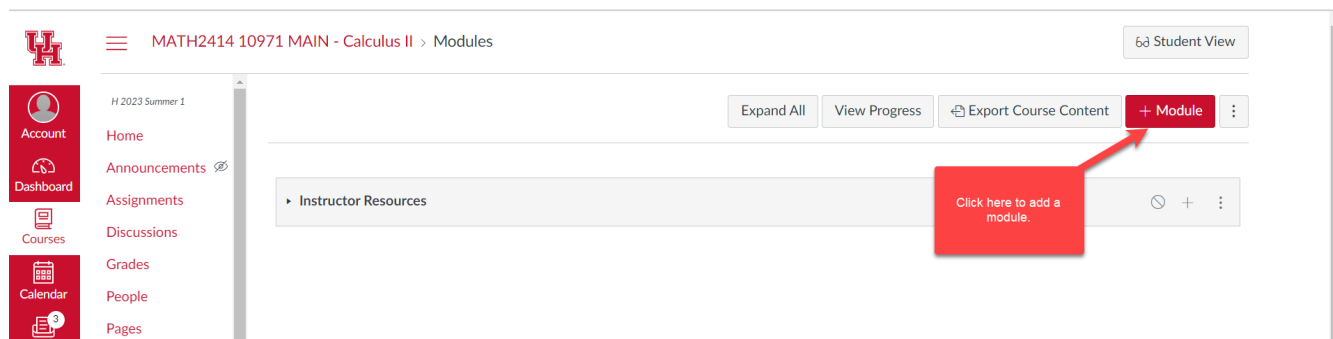 UH
MATH2414 10971 MAIN - Calculus II > Modules
Student View
H 2023 Summer 1
Expand All
View Progress
Export Course Content
+ Module
Account
Home
Announcements
Dashboard
Assignments
Instructor Resources
Click here to add a
module.
Courses
Discussions
Grades
Calendar
People
3
Pages